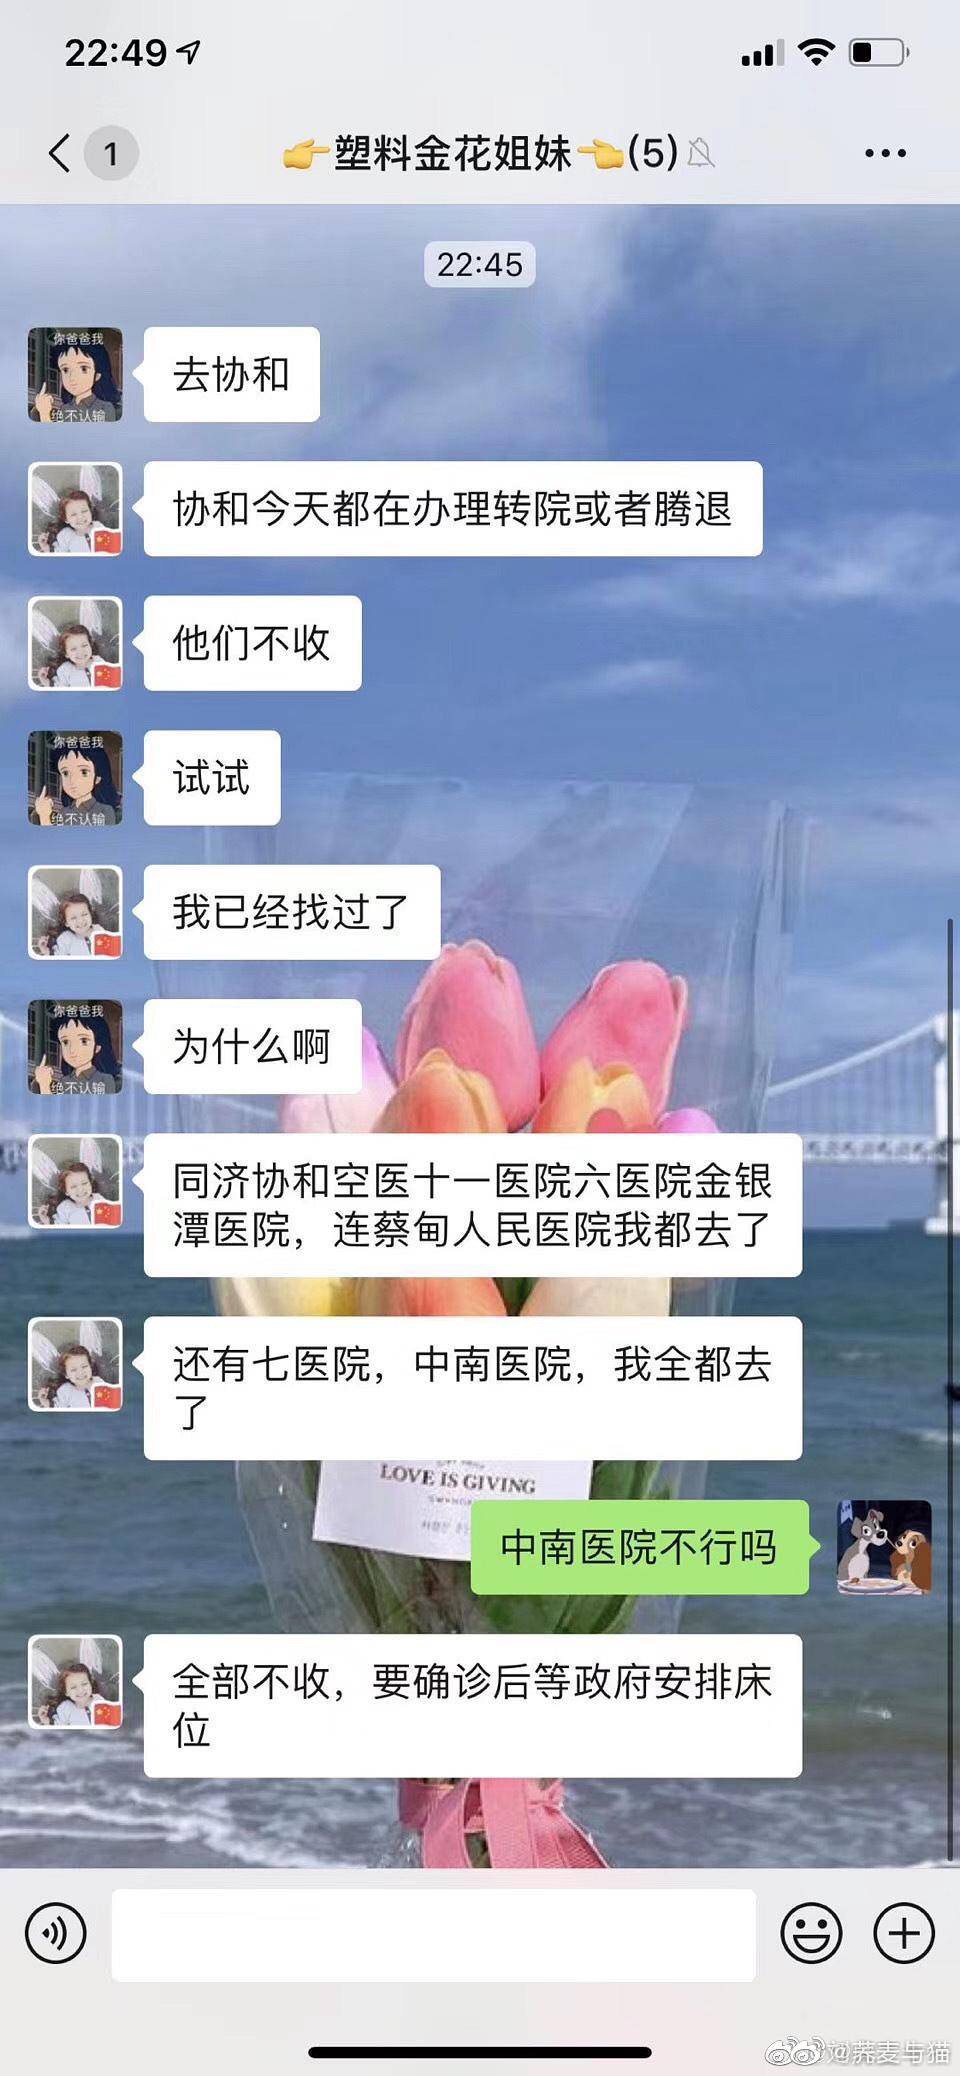 22:49
1
👉塑料金花姐妹👈(5)
22:45
你爸爸我
绝不认输
去协和
协和今天都在办理转院或者腾退
他们不收
你爸爸我
绝不认输
试试
我已经找过了
你爸爸我
绝不认输
为什么啊
同济协和空医十一医院六医院金银
潭医院，连蔡甸人民医院我都去了
还有七医院，中南医院，我全都去
了
LOVE IS GIVING
中南医院不行吗
全部不收，要确诊后等政府安排床
位
@荞麦与猫